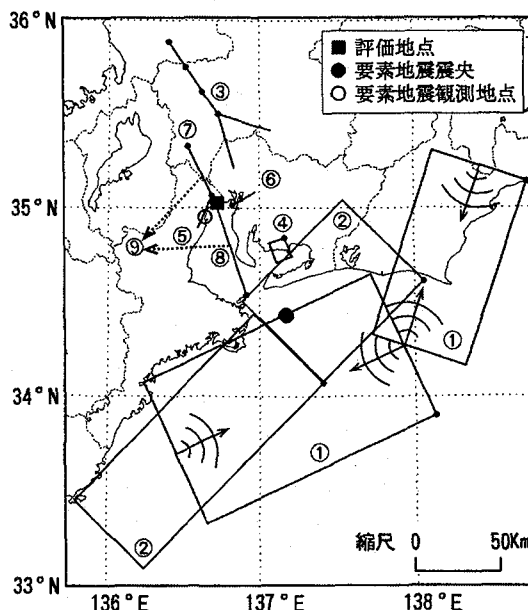 36°N
35°N
34°N
33°N
136°E
137°E
138°E
■ 評価地点
● 要素地震震央
○ 要素地震観測地点
③
⑦
⑥
④
②
⑤
⑨
⑧
①
①
②
縮尺
0 50Km